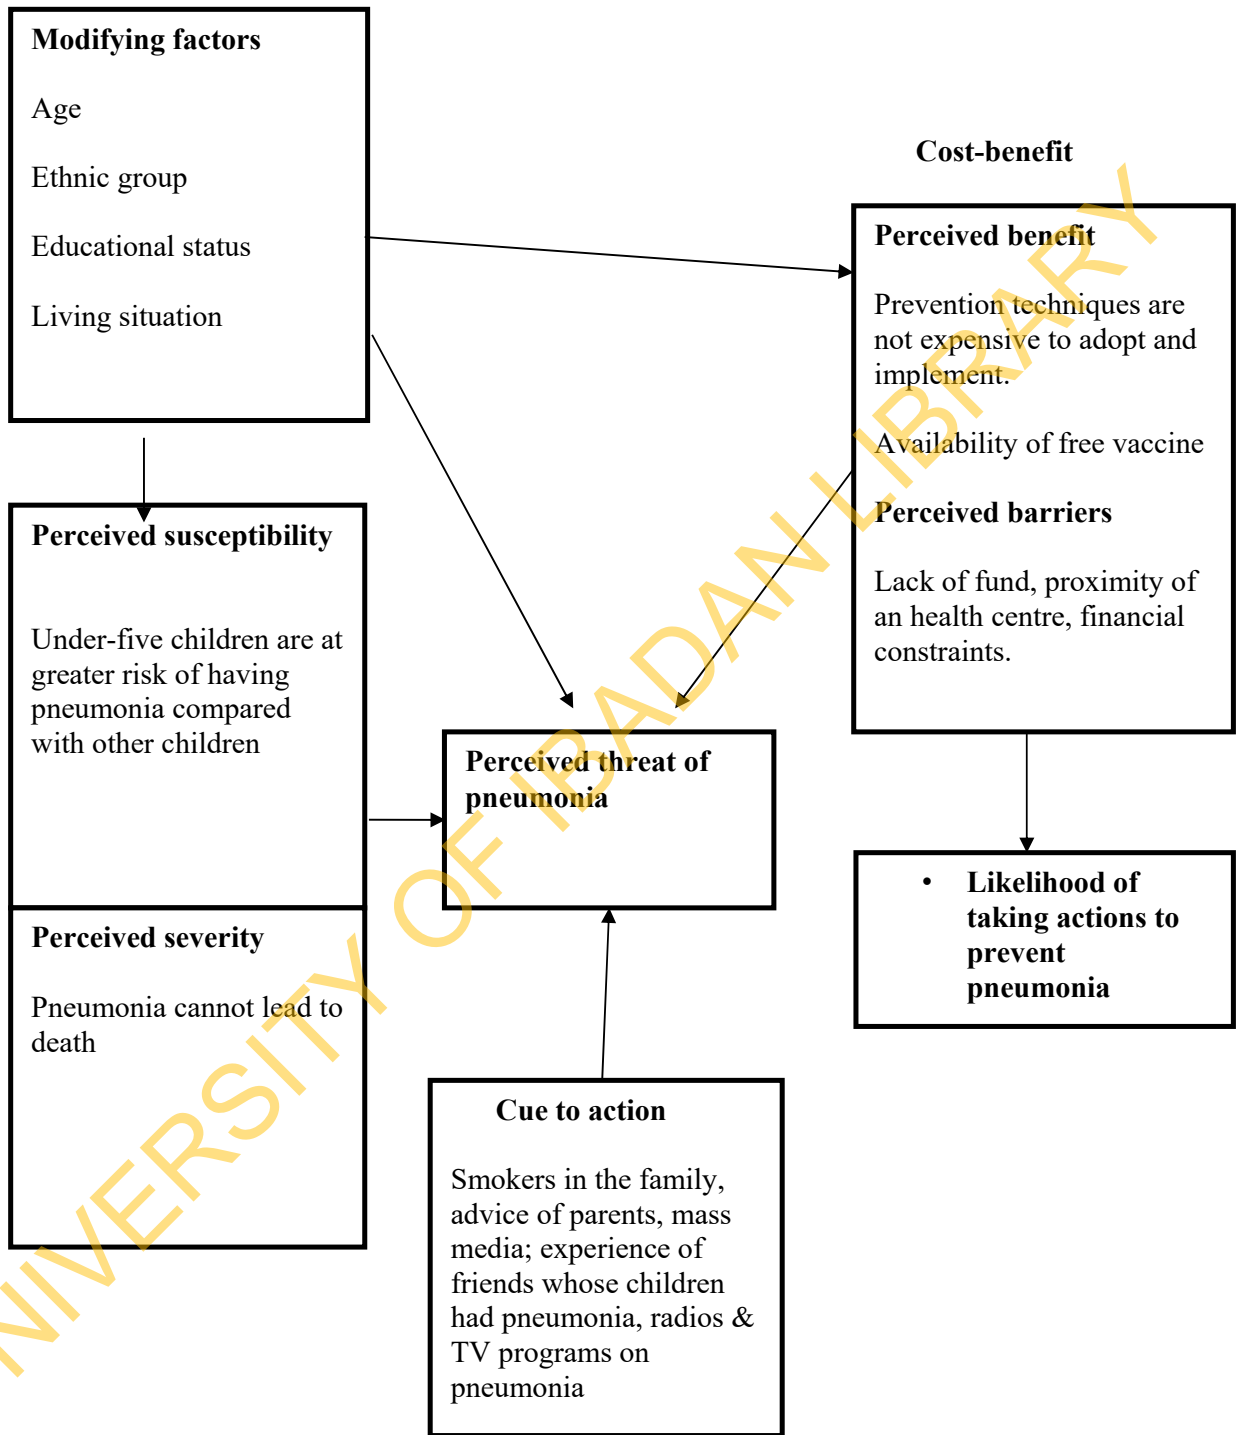 Modifying factors
Age
Ethnic group
Educational status
Living situation
Cost-benefit
Perceived benefit
Prevention techniques are
not expensive to adopt and
implement.
Availability of free vaccine
Perceived barriers
Lack of fund, proximity of
an health centre, financial
constraints.
Perceived susceptibility
Under-five children are at
greater risk of having
pneumonia compared
with other children
Perceived threat of
pneumonia
• Likelihood of
taking actions to
prevent
pneumonia
Perceived severity
Pneumonia cannot lead to
death
Cue to action
Smokers in the family,
advice of parents, mass
media; experience of
friends whose children
had pneumonia, radios &
TV programs on
pneumonia
NIVERSITY OF IBADAN LIBRARY